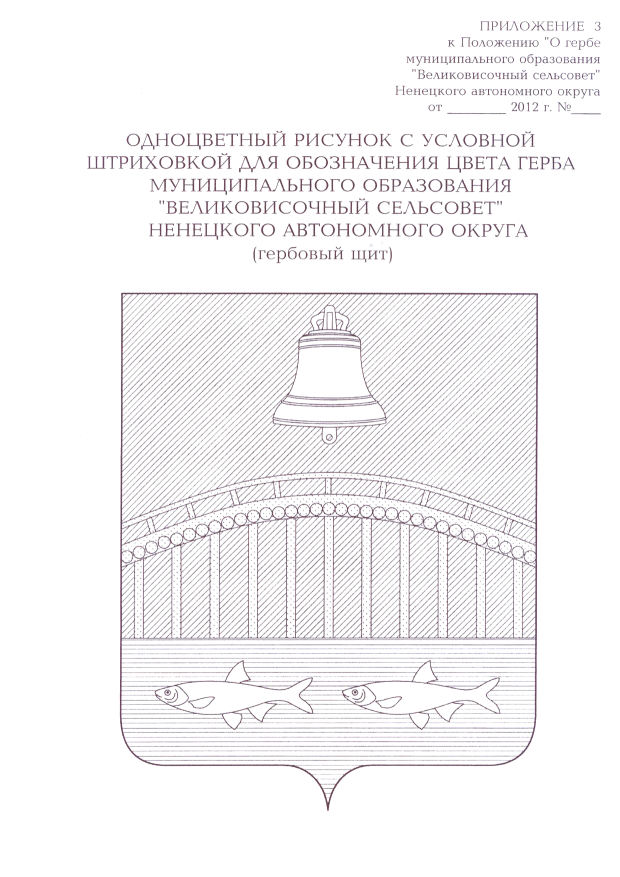 ПРИЛОЖЕНИЕ 3
к Положению "О гербе
муниципального образования
"Великовисочный сельсовет"
Ненецкого автономного округа
от ________ 2012 г. №____
ОДНОЦВЕТНЫЙ РИСУНОК С УСЛОВНОЙ
ШТРИХОВКОЙ ДЛЯ ОБОЗНАЧЕНИЯ ЦВЕТА ГЕРБА
МУНИЦИПАЛЬНОГО ОБРАЗОВАНИЯ
"ВЕЛИКОВИСОЧНЫЙ СЕЛЬСОВЕТ"
НЕНЕЦКОГО АВТОНОМНОГО ОКРУГА
(гербовый щит)